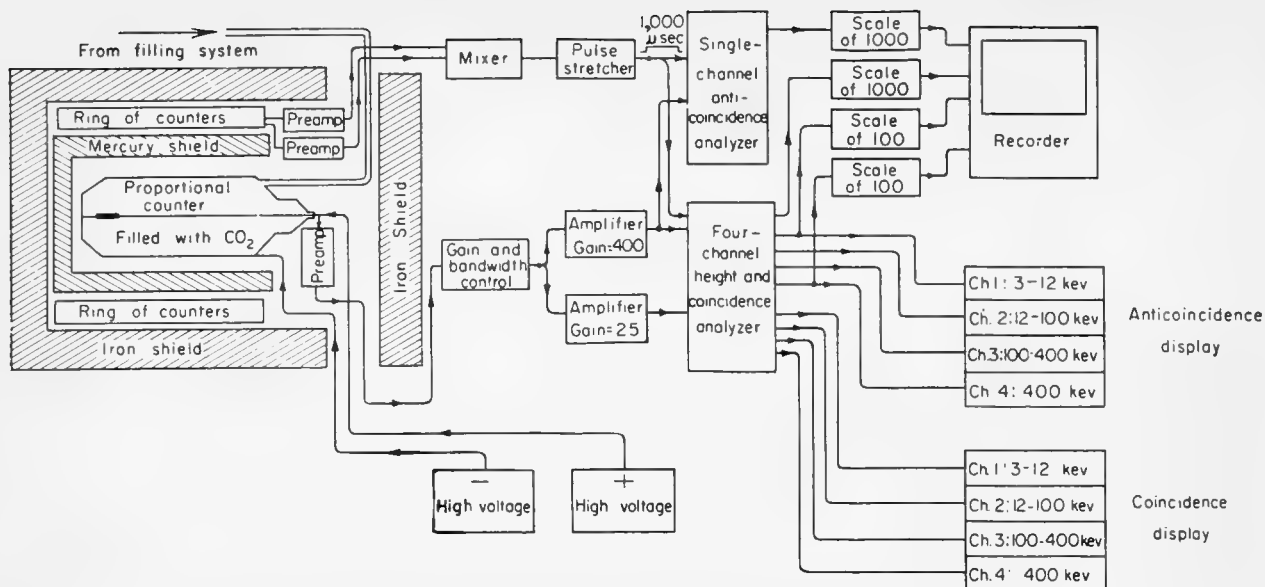 From filling system
Ring of counters
Preamp
Preamp
Mercury shield
Proportional
counter
Filled with CO2
Preamp
Ring of counters
Iron shield
Iron Shield
Mixer
Pulse
stretcher
1,000
μ sec
Single-
channel
anti-
coincidence
analyzer
Scale
of 1000
Scale
of 1000
Scale
of 100
Scale
of 100
Recorder
Gain and
bandwidth
control
Amplifier
Gain=400
Amplifier
Gain=25
Four-
channel
height and
coincidence
analyzer
Ch1: 3-12 kev
Ch. 2:12-100 kev
Ch.3:100-400 kev
Ch. 4: 400 kev
Anticoincidence
display
−
High voltage
+
High voltage
Ch.1: 3-12 kev
Ch. 2:12-100 kev
Ch.3:100-400kev
Ch.4: 400 kev
Coincidence
display